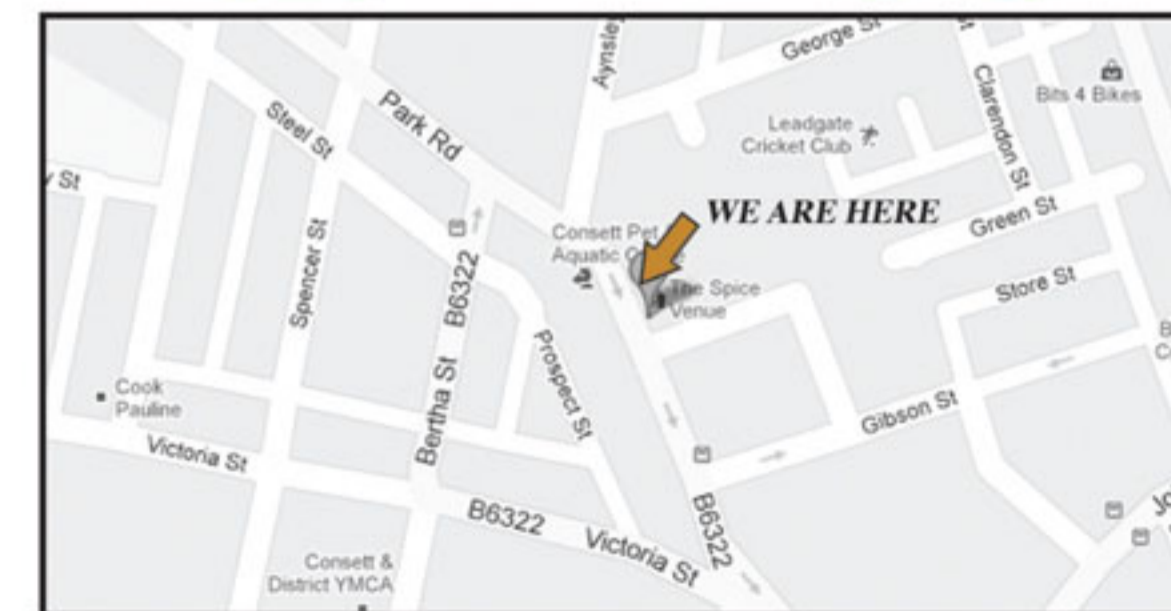 George St
Aynsley
Clarendon St
Bits 4 Bikes
Steel St
Park Rd
Leadgate
Cricket Club
St
WE ARE HERE
Green St
Consett Pet
Aquatic
Spencer St
B6322
Store St
The Spice
Venue
Prospect St
Cook
Pauline
Bertha St
Gibson St
Victoria St
B6322
Victoria St
B6322
Consett &
District YMCA